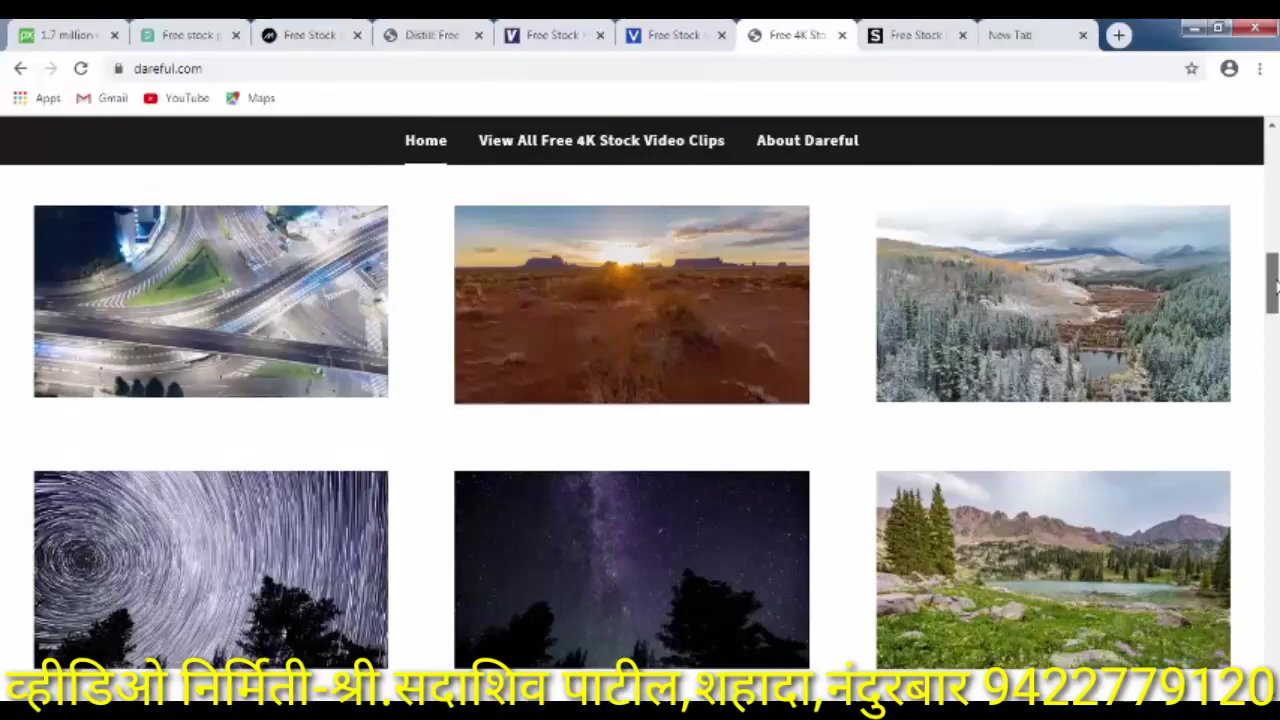 1.7 million
Free stock p
Free Stock
Distill: Free
Free Stock
Free Stock
Free 4K Sto
Free Stock
New Tab
dareful.com
Apps
Gmail
YouTube
Maps
Home
View All Free 4K Stock Video Clips
About Dareful
व्हीडिओ निर्मिती-श्री.सदाशिव पाटील,शहादा,नंदुरबार 9422779120